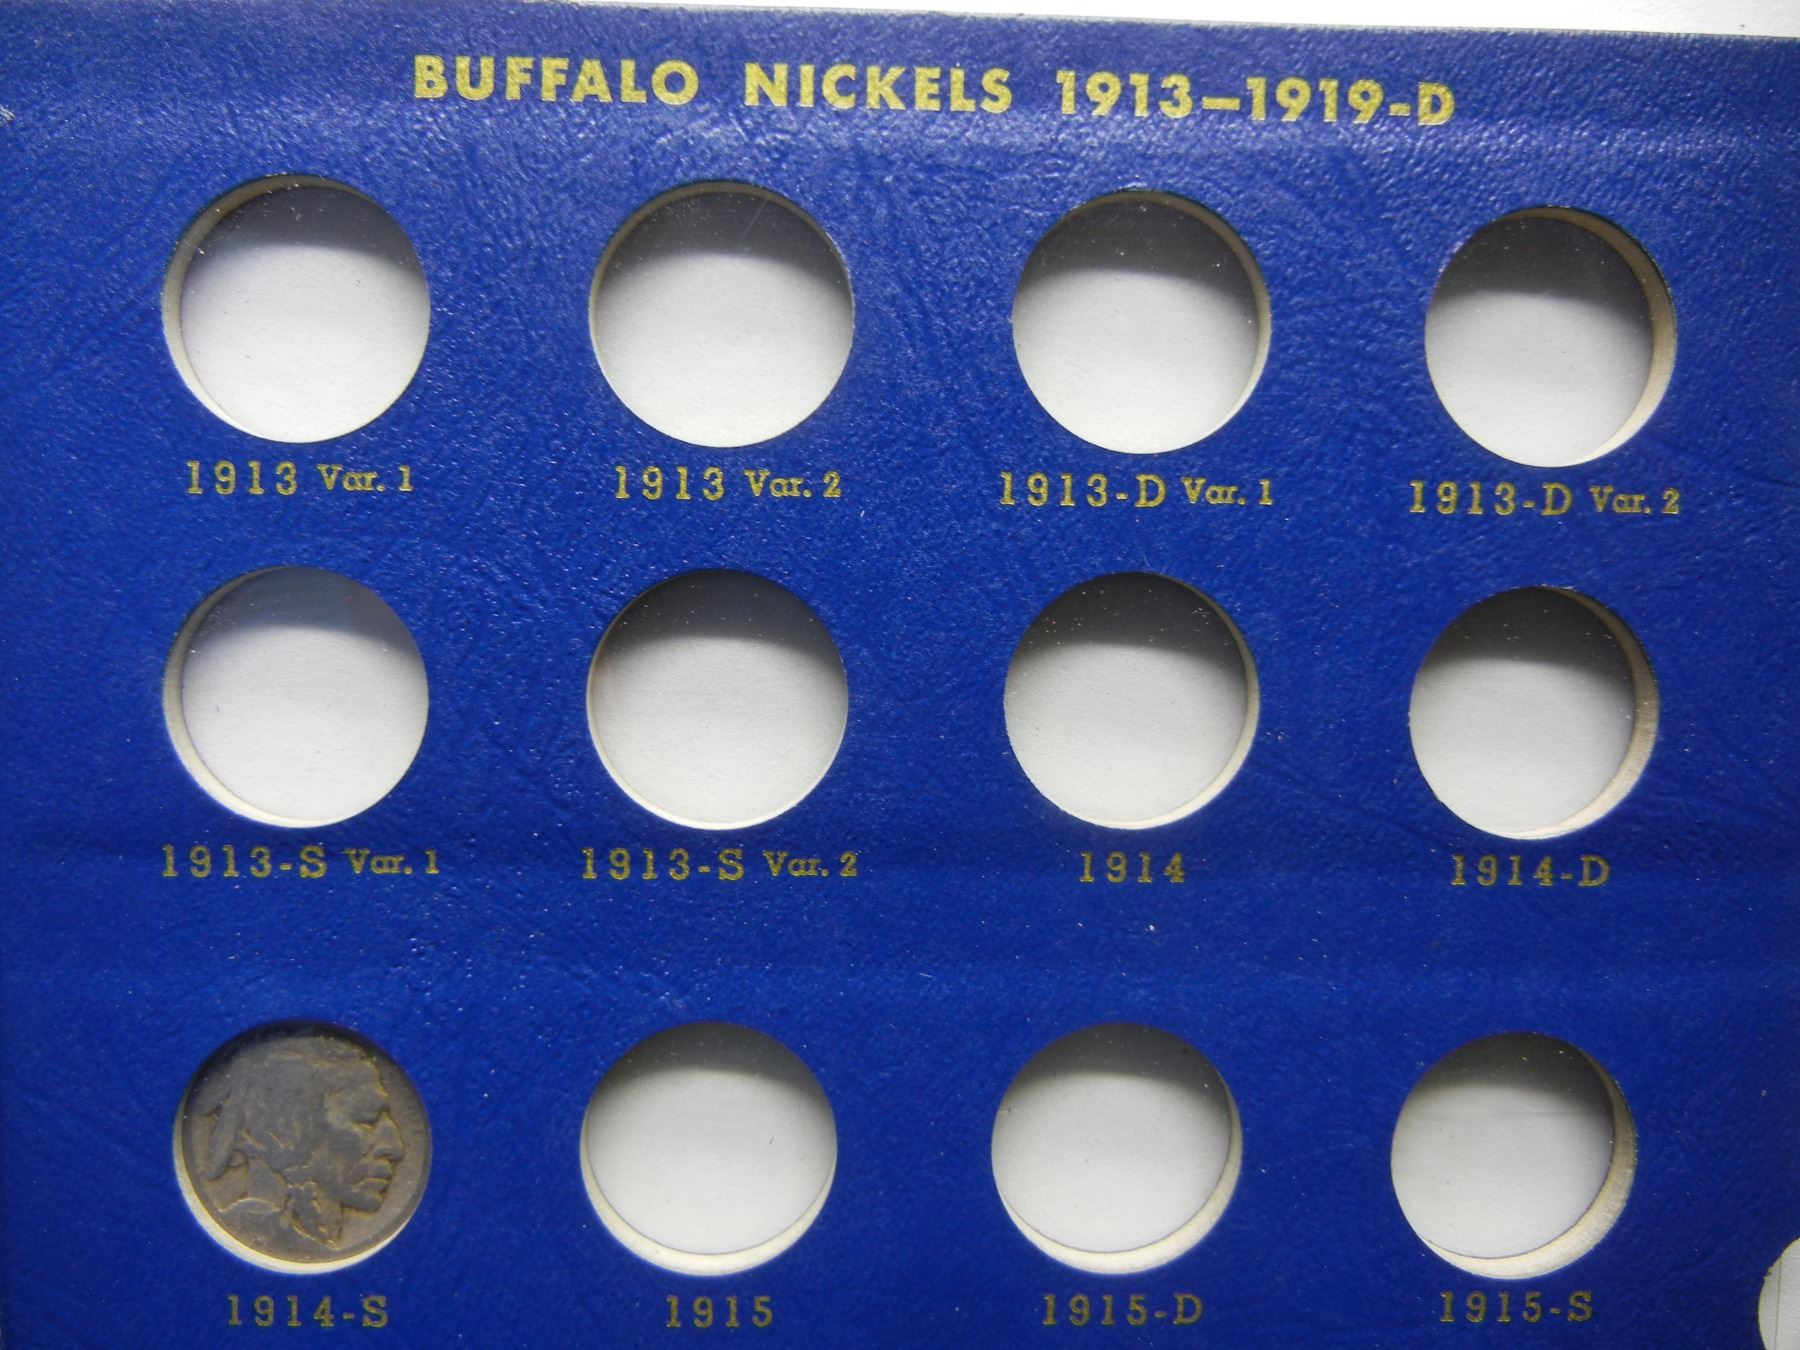 BUFFALO NICKELS 1913-1919-D
1913 Var. 1 1913 Var. 2 1913-D Var. 1 1913-D Var. 2
1913-S Var. 1 1913-S Var. 2 1914 1914-D
1914-S 1915 1915-D 1915-S